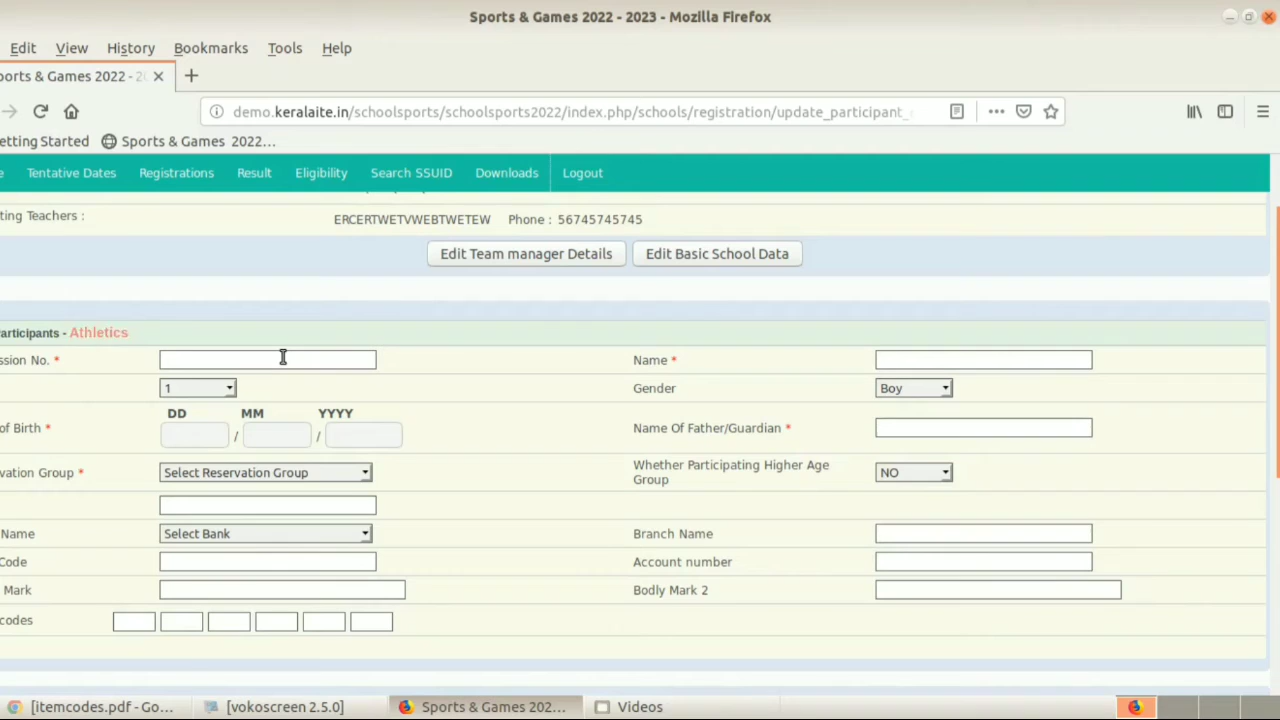 Sports & Games 2022 - 2023 - Mozilla Firefox
Edit View History Bookmarks Tools Help
ports & Games 2022 - 20
demo.keralaite.in/schoolsports/schoolsports2022/index.php/schools/registration/update_participant_
etting Started Sports & Games 2022...
e Tentative Dates Registrations Result Eligibility Search SSUID Downloads Logout
ting Teachers : ERCERTWETVWEBTWETEW Phone : 56745745745
Edit Team manager Details Edit Basic School Data
articipants - Athletics
ssion No. * Name *
1 Gender Boy
DD MM YYYY
of Birth * / / Name Of Father/Guardian *
vation Group * Select Reservation Group Whether Participating Higher Age Group NO
Name Select Bank Branch Name
Code Account number
Mark Bodly Mark 2
codes
[itemcodes.pdf - Go... [vokoscreen 2.5.0] Sports & Games 202... Videos